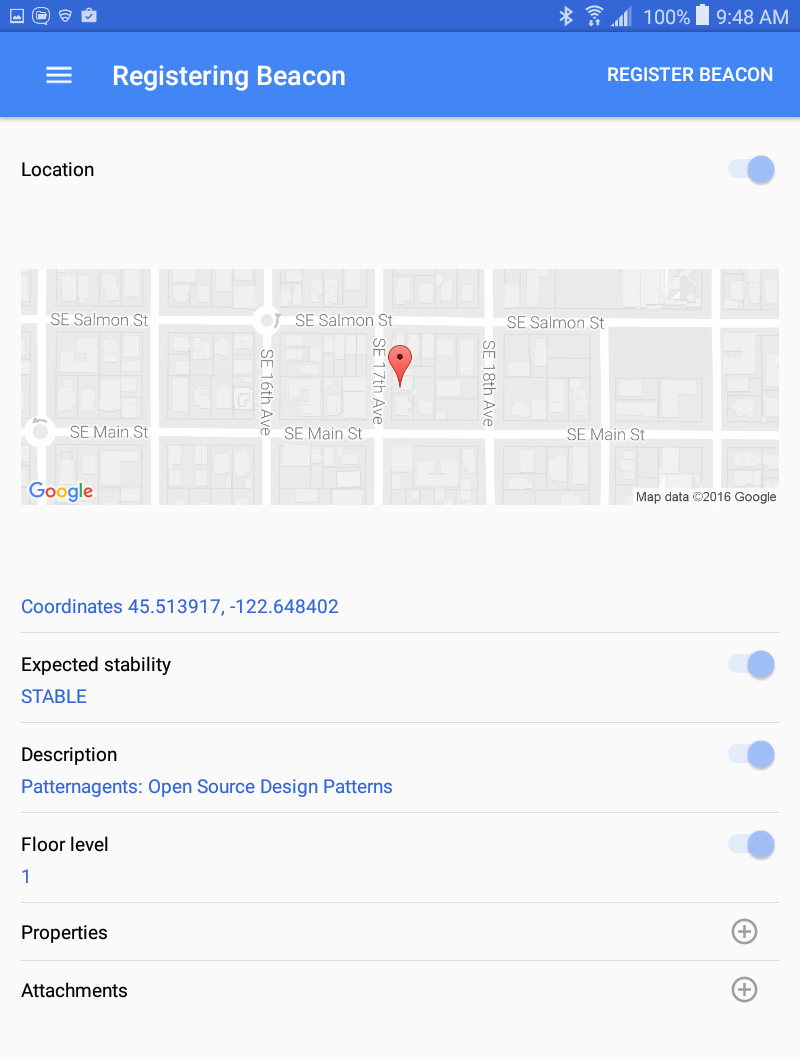 100% 9:48 AM
Registering Beacon REGISTER BEACON
Location
SE Salmon St SE Salmon St SE Salmon St
SE 16th Ave
SE 17th Ave
SE 18th Ave
SE Main St SE Main St SE Main St
Google Map data ©2016 Google
Coordinates 45.513917, -122.648402
Expected stability
STABLE
Description
Patternagents: Open Source Design Patterns
Floor level
1
Properties
Attachments